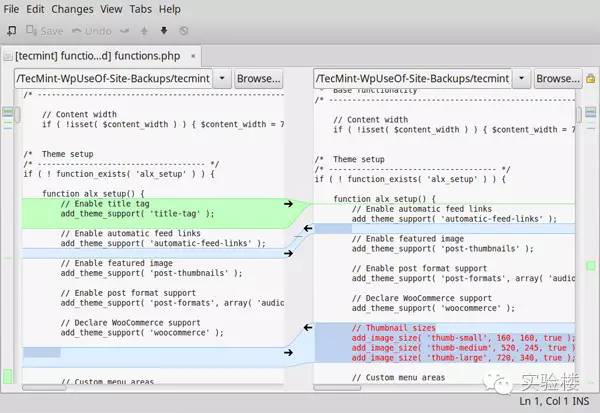 File Edit Changes View Tabs Help
Save Undo
[tecmint] functio...d] functions.php ×
/TecMint-WpUseOf-Site-Backups/tecmint Browse...
/* ------------------------------------
// Content width
if ( !isset( $content_width ) ) { $content_width = 7
/* Theme setup
/* ------------------------------------ */
if ( ! function_exists( 'alx_setup' ) ) {
function alx_setup() {
// Enable title tag
add_theme_support( 'title-tag' );
// Enable automatic feed links
add_theme_support( 'automatic-feed-links' );
// Enable featured image
add_theme_support( 'post-thumbnails' );
// Enable post format support
add_theme_support( 'post-formats', array( 'audio
// Declare WooCommerce support
add_theme_support( 'woocommerce' );
// Custom menu areas
/TecMint-WpUseOf-Site-Backups/tecmint Browse...
* Base functionality
/* ------------------------------------
// Content width
if ( !isset( $content_width ) ) { $content_width = 7
/* Theme setup
/* ------------------------------------ */
if ( ! function_exists( 'alx_setup' ) ) {
function alx_setup() {
// Enable automatic feed links
add_theme_support( 'automatic-feed-links' );
// Enable featured image
add_theme_support( 'post-thumbnails' );
// Enable post format support
add_theme_support( 'post-formats', array( 'audio
// Declare WooCommerce support
add_theme_support( 'woocommerce' );
// Thumbnail sizes
add_image_size( 'thumb-small', 160, 160, true );
add_image_size( 'thumb-medium', 520, 245, true );
add_image_size( 'thumb-large', 720, 340, true );
// Custom menu areas
实验楼
Ln 1, Col 1 INS